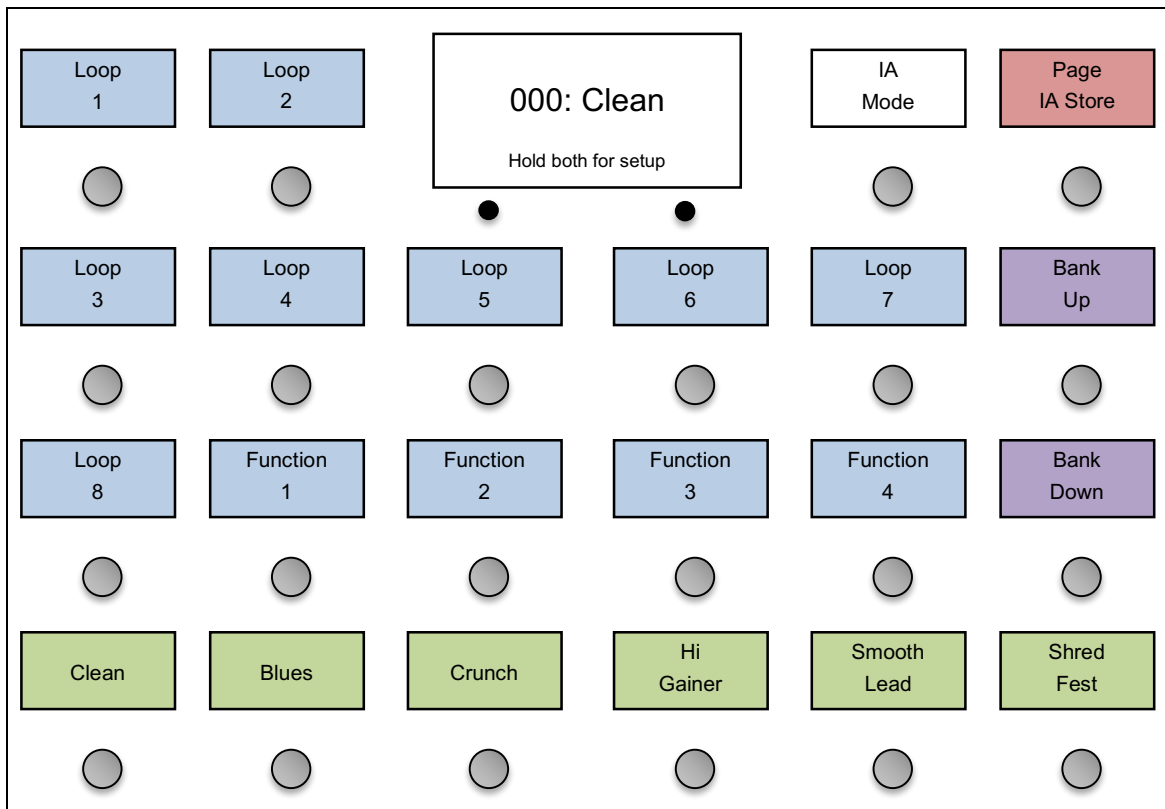 Loop
1
Loop
2
000: Clean
Hold both for setup
IA
Mode
Page
IA Store
Loop
3
Loop
4
Loop
5
Loop
6
Loop
7
Bank
Up
Loop
8
Function
1
Function
2
Function
3
Function
4
Bank
Down
Clean
Blues
Crunch
Hi
Gainer
Smooth
Lead
Shred
Fest